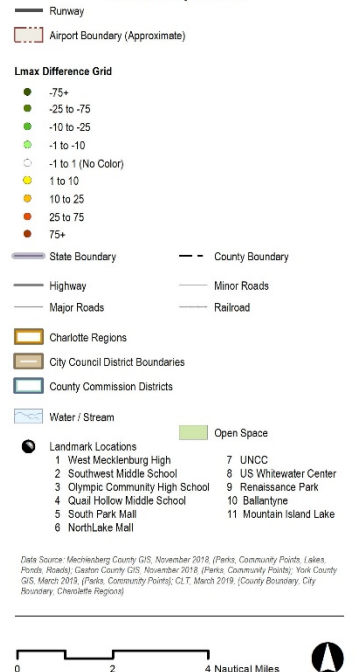 Runway
Airport Boundary (Approximate)
Lmax Difference Grid
-75+
-25 to -75
-10 to -25
-1 to -10
-1 to 1 (No Color)
1 to 10
10 to 25
25 to 75
75+
State Boundary
County Boundary
Highway
Minor Roads
Major Roads
Railroad
Charlotte Regions
City Council District Boundaries
County Commission Districts
Water / Stream
Open Space
Landmark Locations
1 West Mecklenburg High
2 Southwest Middle School
3 Olympic Community High School
4 Quail Hollow Middle School
5 South Park Mall
6 NorthLake Mall
7 UNCC
8 US Whitewater Center
9 Renaissance Park
10 Ballantyne
11 Mountain Island Lake
Data Source: Mechlenberg County GIS, November 2018, (Parks, Community Points, Lakes,
Ponds, Roads); Gaston County GIS, November 2018, (Parks, Community Points); York County
GIS, March 2019, (Parks, Community Points); CLT, March 2019, (County Boundary, City
Boundary, Charolette Regions)
0 2 4 Nautical Miles